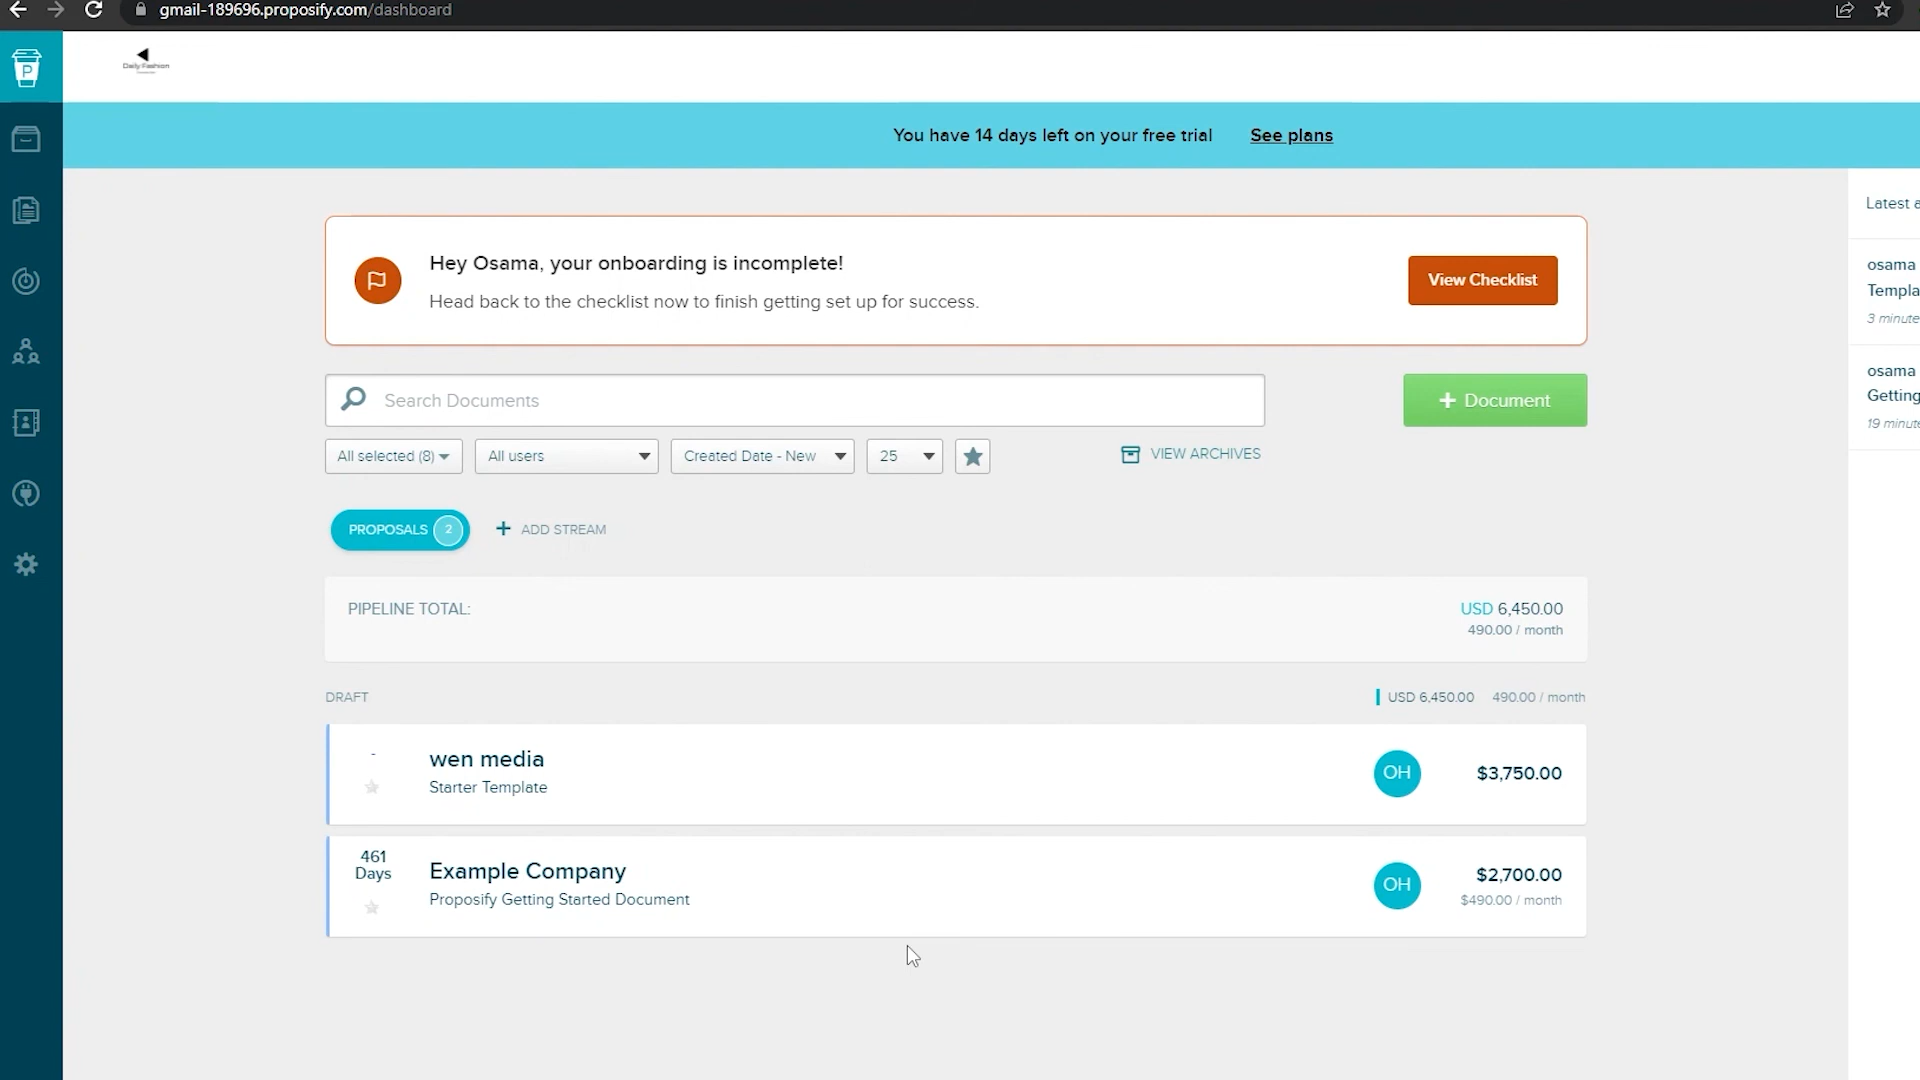 gmail-189696.proposify.com/dashboard
P
Daily Fashion
You have 14 days left on your free trial See plans
Latest a
Hey Osama, your onboarding is incomplete!
Head back to the checklist now to finish getting set up for success.
View Checklist
osama
Templa
3 minute
osama
Getting
19 minute
Search Documents
+ Document
All selected (8) All users Created Date - New 25 VIEW ARCHIVES
PROPOSALS 2 + ADD STREAM
PIPELINE TOTAL: USD 6,450.00
490.00 / month
DRAFT USD 6,450.00 490.00 / month
-
wen media
Starter Template
OH $3,750.00
461
Days
Example Company
Proposify Getting Started Document
OH $2,700.00
$490.00 / month